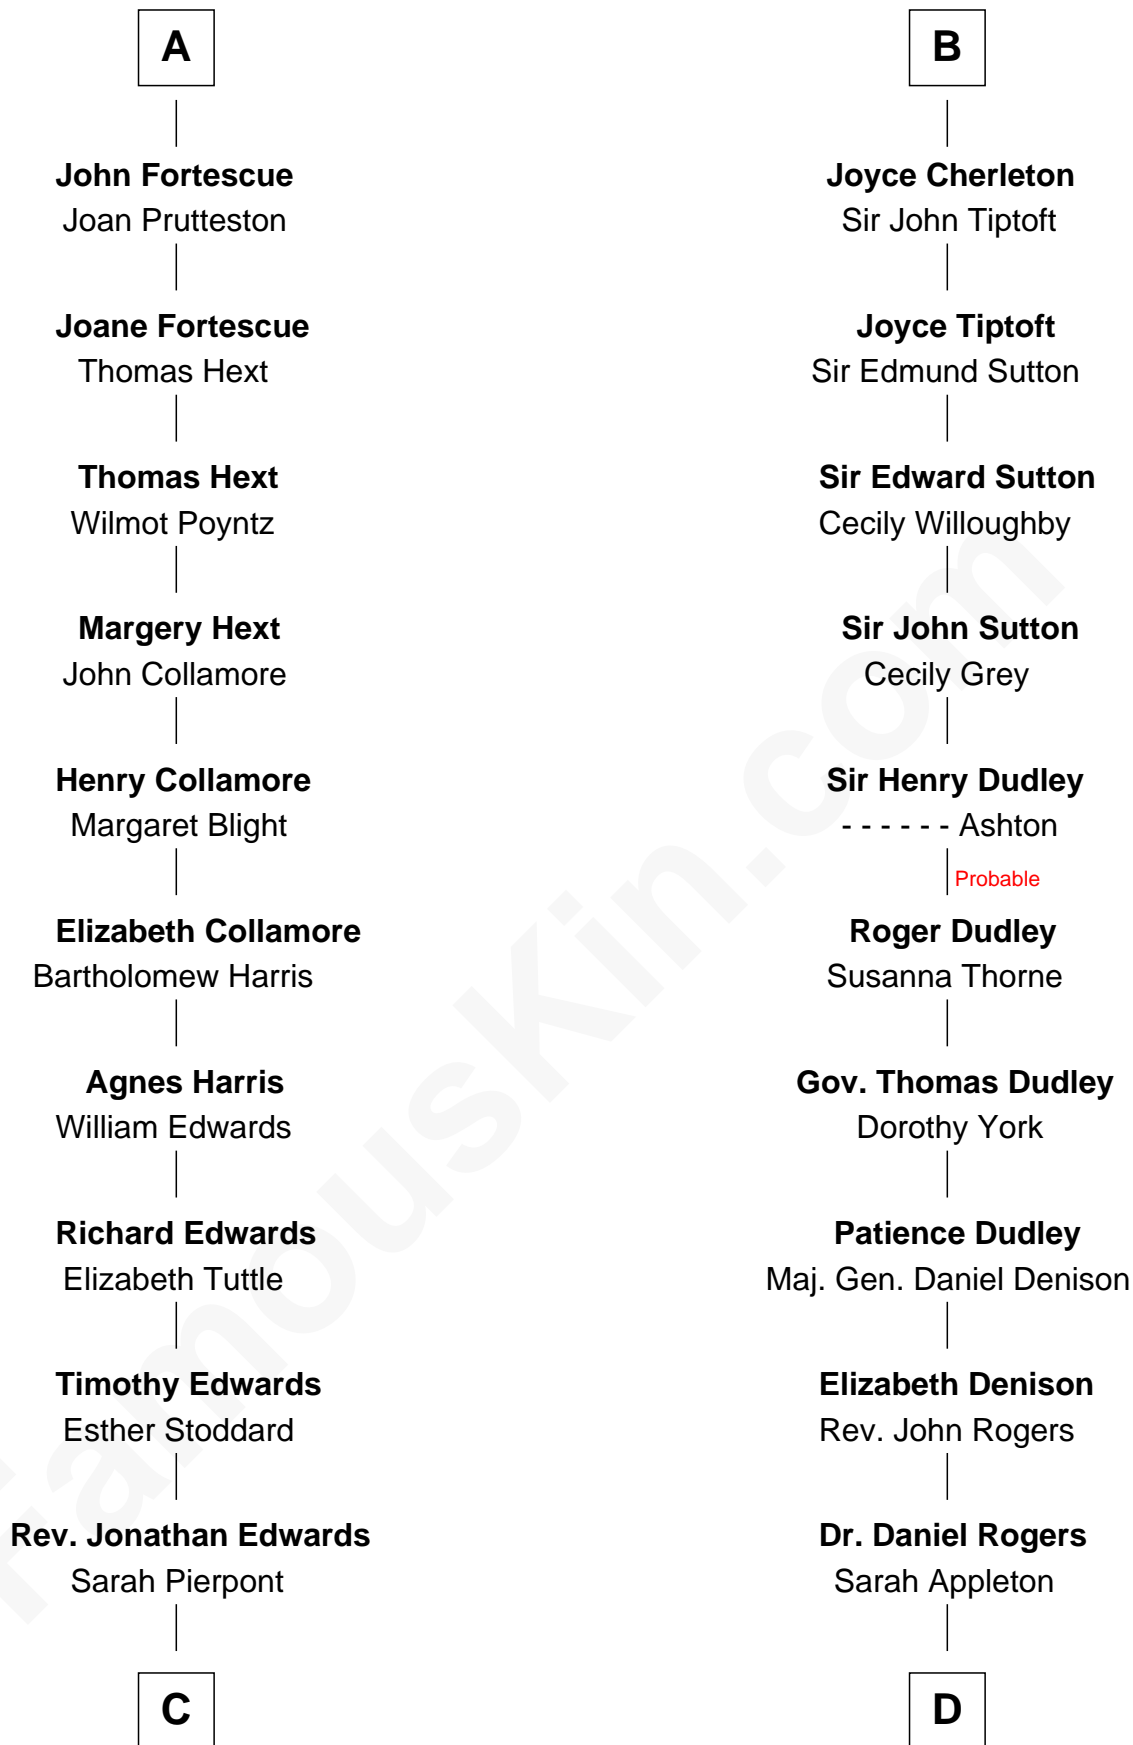 A
John Fortescue
Joan Prutteston
Joane Fortescue
Thomas Hext
Thomas Hext
Wilmot Poyntz
Margery Hext
John Collamore
Henry Collamore
Margaret Blight
Elizabeth Collamore
Bartholomew Harris
Agnes Harris
William Edwards
Richard Edwards
Elizabeth Tuttle
Timothy Edwards
Esther Stoddard
Rev. Jonathan Edwards
Sarah Pierpont
C
B
Joyce Cherleton
Sir John Tiptoft
Joyce Tiptoft
Sir Edmund Sutton
Sir Edward Sutton
Cecily Willoughby
Sir John Sutton
Cecily Grey
Sir Henry Dudley
- - - - - - Ashton
Probable
Roger Dudley
Susanna Thorne
Gov. Thomas Dudley
Dorothy York
Patience Dudley
Maj. Gen. Daniel Denison
Elizabeth Denison
Rev. John Rogers
Dr. Daniel Rogers
Sarah Appleton
D
FamousKin.com